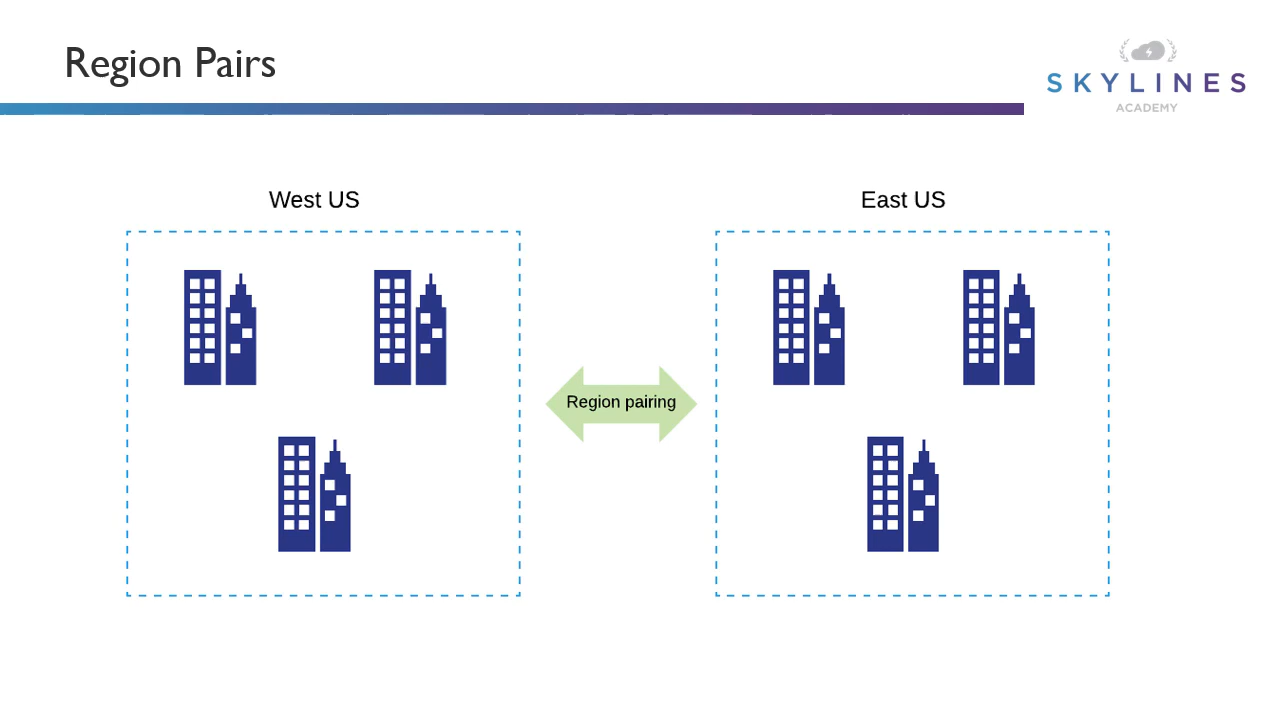 Region Pairs
SKYLINES
ACADEMY
West US
East US
Region pairing